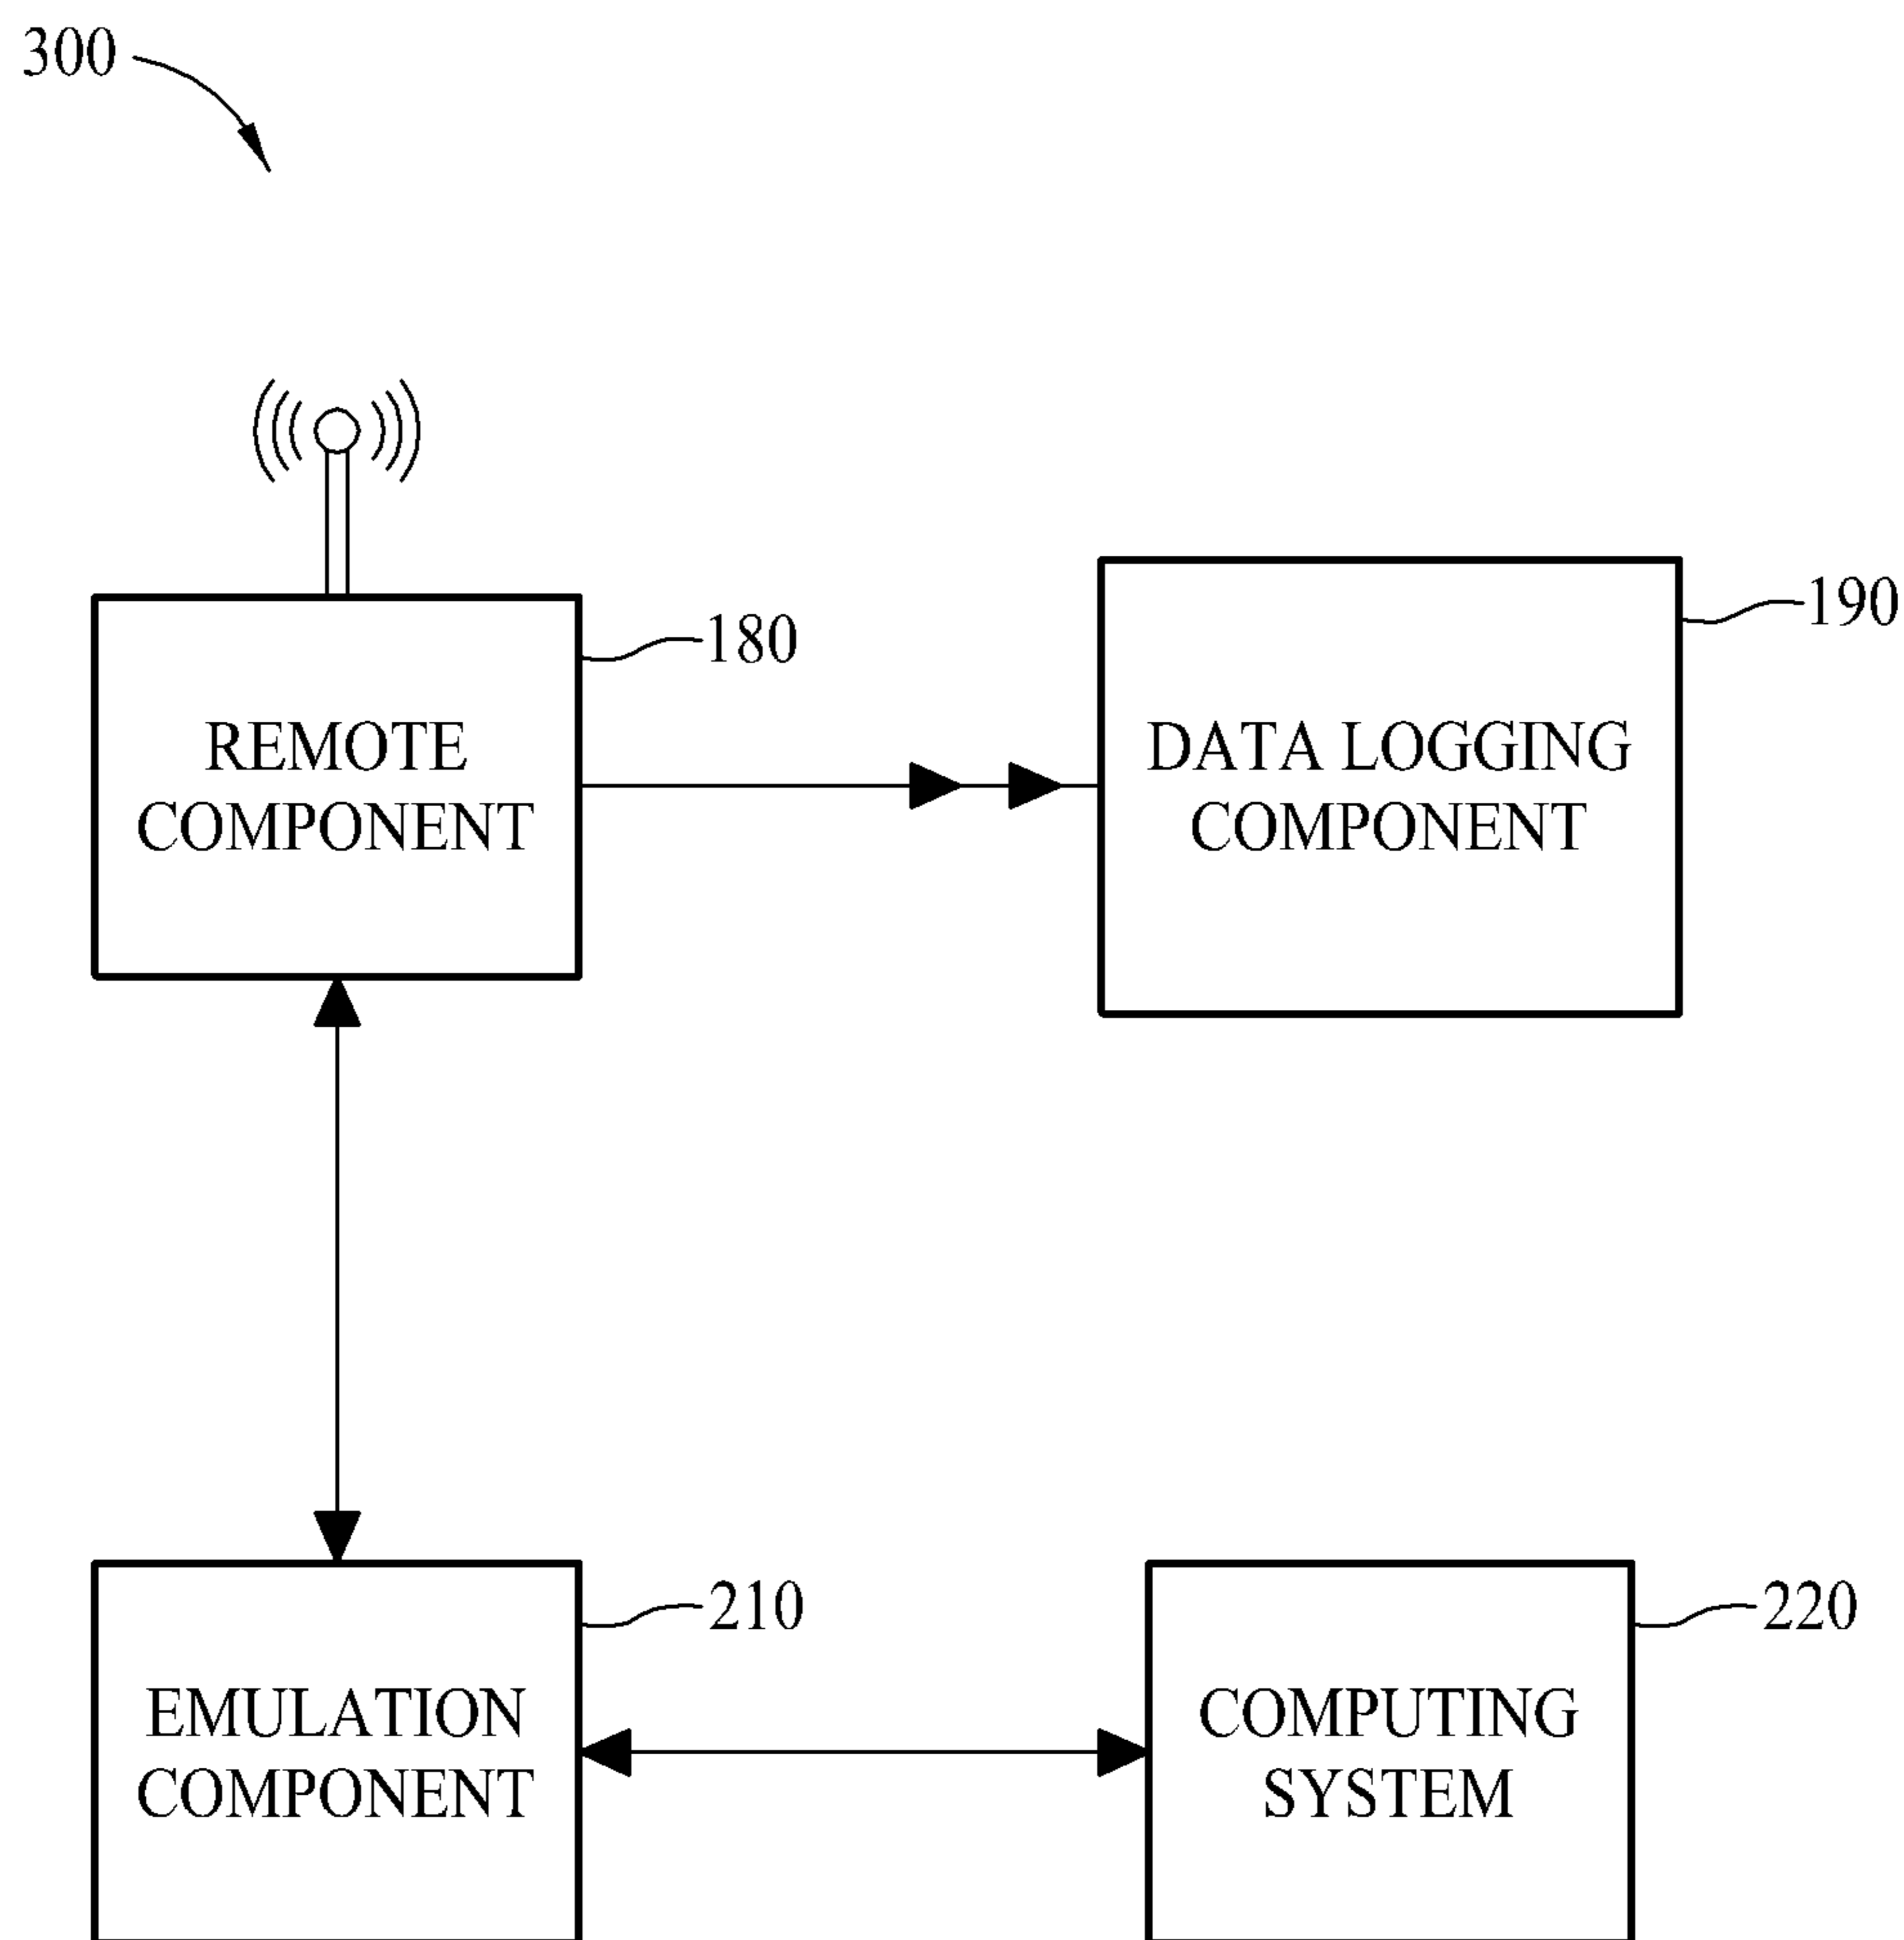 300
180
190
REMOTE
COMPONENT
DATA LOGGING
COMPONENT
210
220
EMULATION
COMPONENT
COMPUTING
SYSTEM